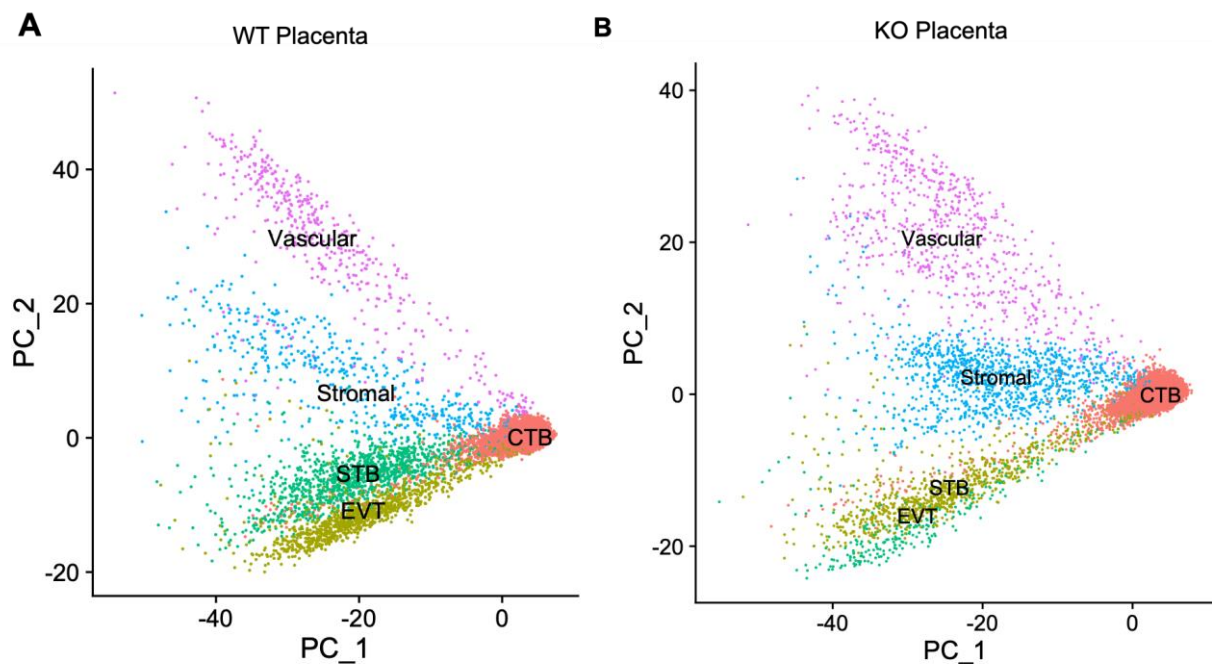 A
WT Placenta
PC_2
40
20
0
-20
Vascular
Stromal
CTB
STB
EVT
-40
-20
0
PC_1
B
KO Placenta
PC_2
40
20
0
-20
Vascular
Stromal
CTB
STB
EVT
-40
-20
0
PC_1